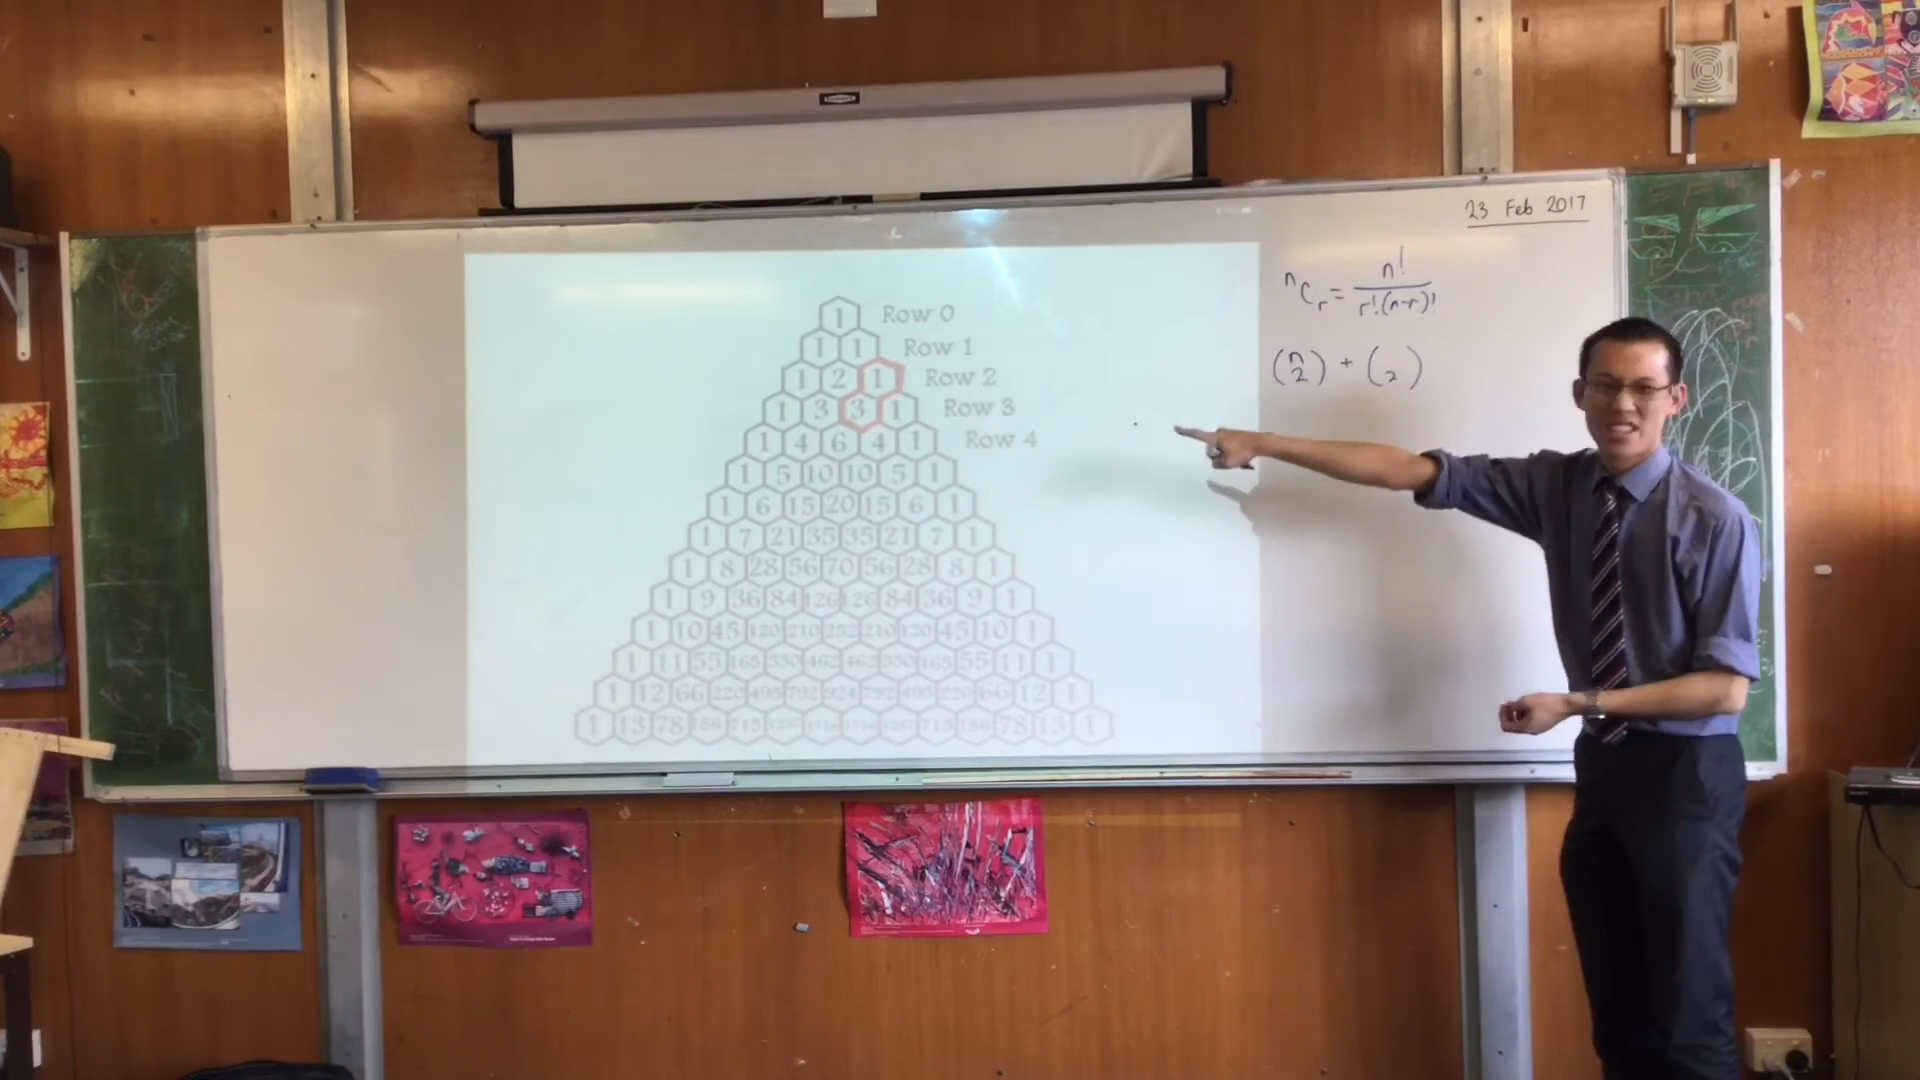 23 Feb 2017
ⁿCᵣ = n! / r!(n-r)!
(n 2) + ( 2)
1 Row 0
1 1 Row 1
1 2 1 Row 2
1 3 3 1 Row 3
1 4 6 4 1 Row 4
1 5 10 10 5 1
1 6 15 20 15 6 1
1 7 21 35 35 21 7 1
1 8 28 56 70 56 28 8 1
1 9 36 84 126 126 84 36 9 1
1 10 45 120 210 252 210 120 45 10 1
1 11 55 165 330 462 462 330 165 55 11 1
1 12 66 220 495 792 924 792 495 220 66 12 1
1 13 78 715 715 78 13 1